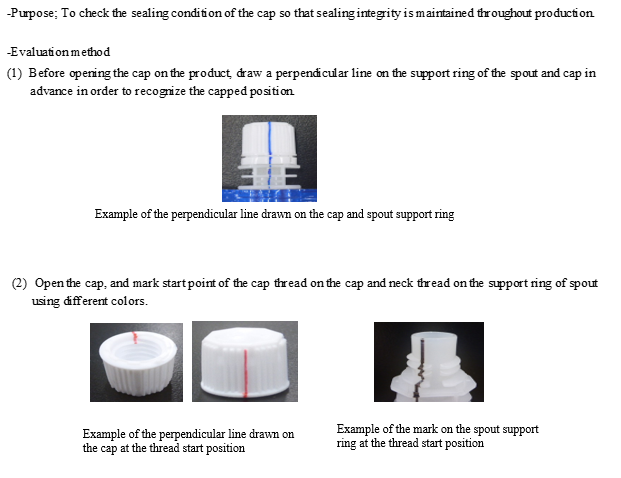 -Purpose; To check the sealing condition of the cap so that sealing integrity is maintained throughout production.
-Evaluation method
(1) Before opening the cap on the product, draw a perpendicular line on the support ring of the spout and cap in
advance in order to recognize the capped position.
Example of the perpendicular line drawn on the cap and spout support ring
(2) Open the cap, and mark start point of the cap thread on the cap and neck thread on the support ring of spout
using different colors.
Example of the perpendicular line drawn on
the cap at the thread start position
Example of the mark on the spout support
ring at the thread start position